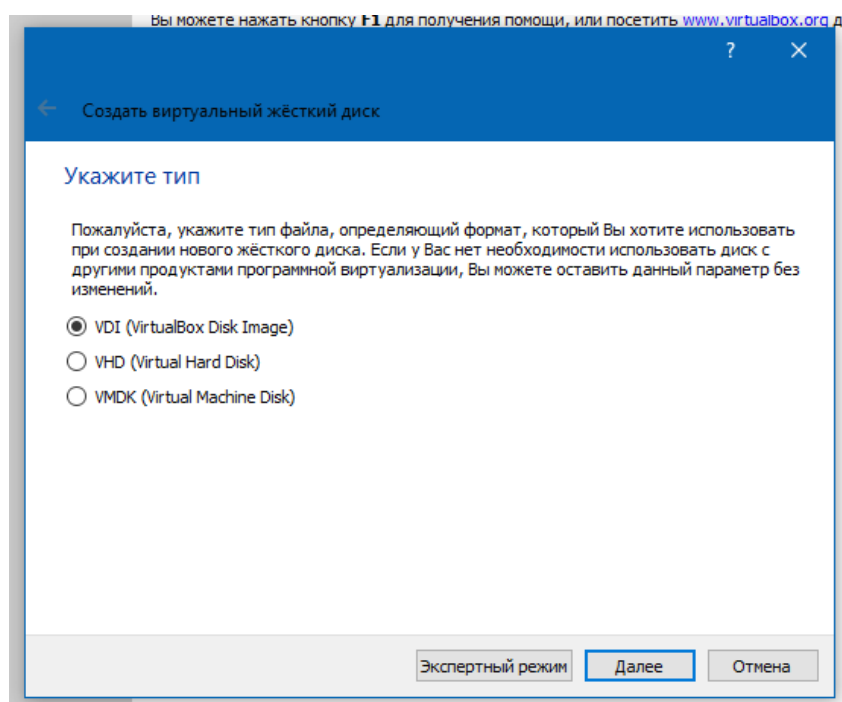 Вы можете нажать кнопку F1 для получения помощи, или посетить www.virtualbox.org д
?
Создать виртуальный жёсткий диск
Укажите тип
Пожалуйста, укажите тип файла, определяющий формат, который Вы хотите использовать
при создании нового жёсткого диска. Если у Вас нет необходимости использовать диск с
другими продуктами программной виртуализации, Вы можете оставить данный параметр без
изменений.
VDI (VirtualBox Disk Image)
VHD (Virtual Hard Disk)
VMDK (Virtual Machine Disk)
Экспертный режим Далее Отмена